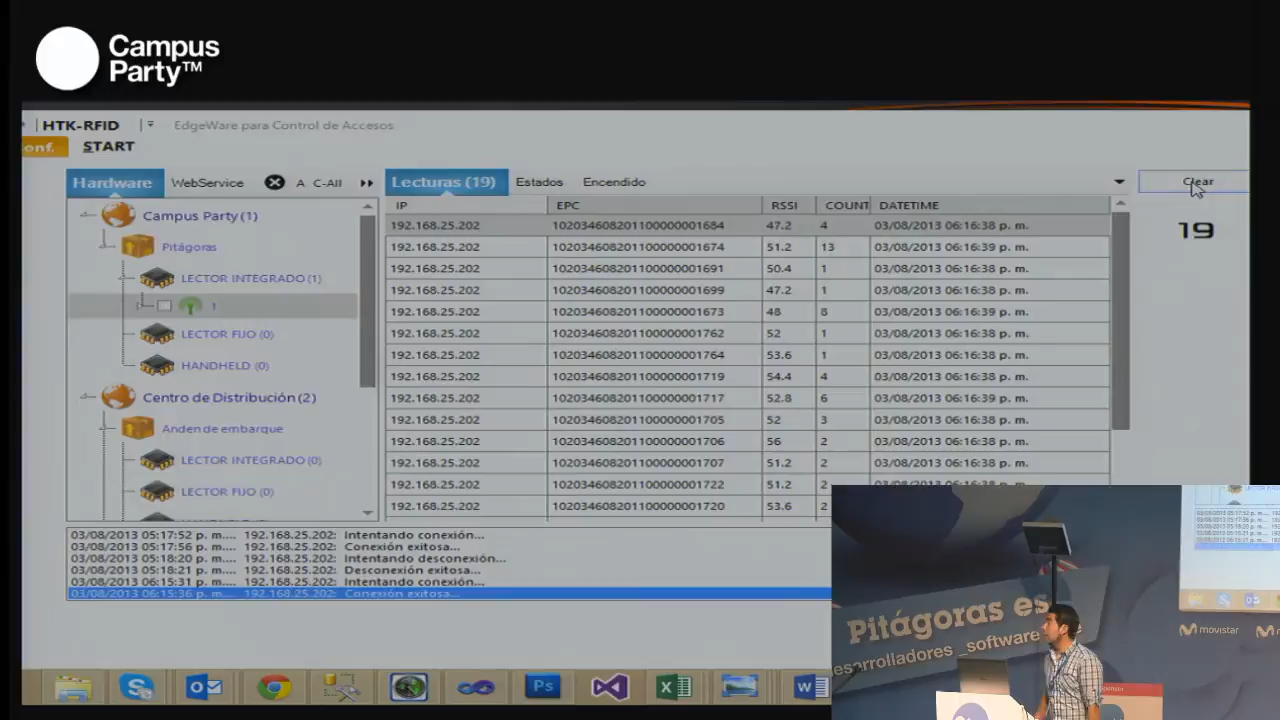 Campus
Party™
HTK-RFID
EdgeWare para Control de Accesos
onf.
START
Hardware
WebService
A C-All
Lecturas (19)
Estados
Encendido
Clear
19
Campus Party (1)
Pitágoras
LECTOR INTEGRADO (1)
1
LECTOR FIJO (0)
HANDHELD (0)
Centro de Distribución (2)
Anden de embarque
LECTOR INTEGRADO (0)
LECTOR FIJO (0)
IP EPC RSSI COUNT DATETIME
192.168.25.202 102034608201100000001684 47.2 4 03/08/2013 06:16:38 p. m.
192.168.25.202 102034608201100000001674 51.2 13 03/08/2013 06:16:39 p. m.
192.168.25.202 102034608201100000001691 50.4 1 03/08/2013 06:16:38 p. m.
192.168.25.202 102034608201100000001699 47.2 1 03/08/2013 06:16:38 p. m.
192.168.25.202 102034608201100000001673 48 8 03/08/2013 06:16:39 p. m.
192.168.25.202 102034608201100000001762 52 1 03/08/2013 06:16:38 p. m.
192.168.25.202 102034608201100000001764 53.6 1 03/08/2013 06:16:38 p. m.
192.168.25.202 102034608201100000001719 54.4 4 03/08/2013 06:16:38 p. m.
192.168.25.202 102034608201100000001717 52.8 6 03/08/2013 06:16:39 p. m.
192.168.25.202 102034608201100000001705 52 3 03/08/2013 06:16:38 p. m.
192.168.25.202 102034608201100000001706 56 2 03/08/2013 06:16:38 p. m.
192.168.25.202 102034608201100000001707 51.2 2 03/08/2013 06:16:38 p. m.
192.168.25.202 102034608201100000001722 51.2 2
192.168.25.202 102034608201100000001720 53.6 2
03/08/2013 05:17:52 p. m.... 192.168.25.202: Intentando conexión...
03/08/2013 05:17:56 p. m.... 192.168.25.202: Conexión exitosa...
03/08/2013 05:18:20 p. m.... 192.168.25.202: Intentando desconexión...
03/08/2013 05:18:21 p. m.... 192.168.25.202: Desconexión exitosa...
03/08/2013 06:15:31 p. m.... 192.168.25.202: Intentando conexión...
03/08/2013 06:15:36 p. m.... 192.168.25.202: Conexión exitosa...
Ps
Pitágoras es
esarrolladores _software
movistar